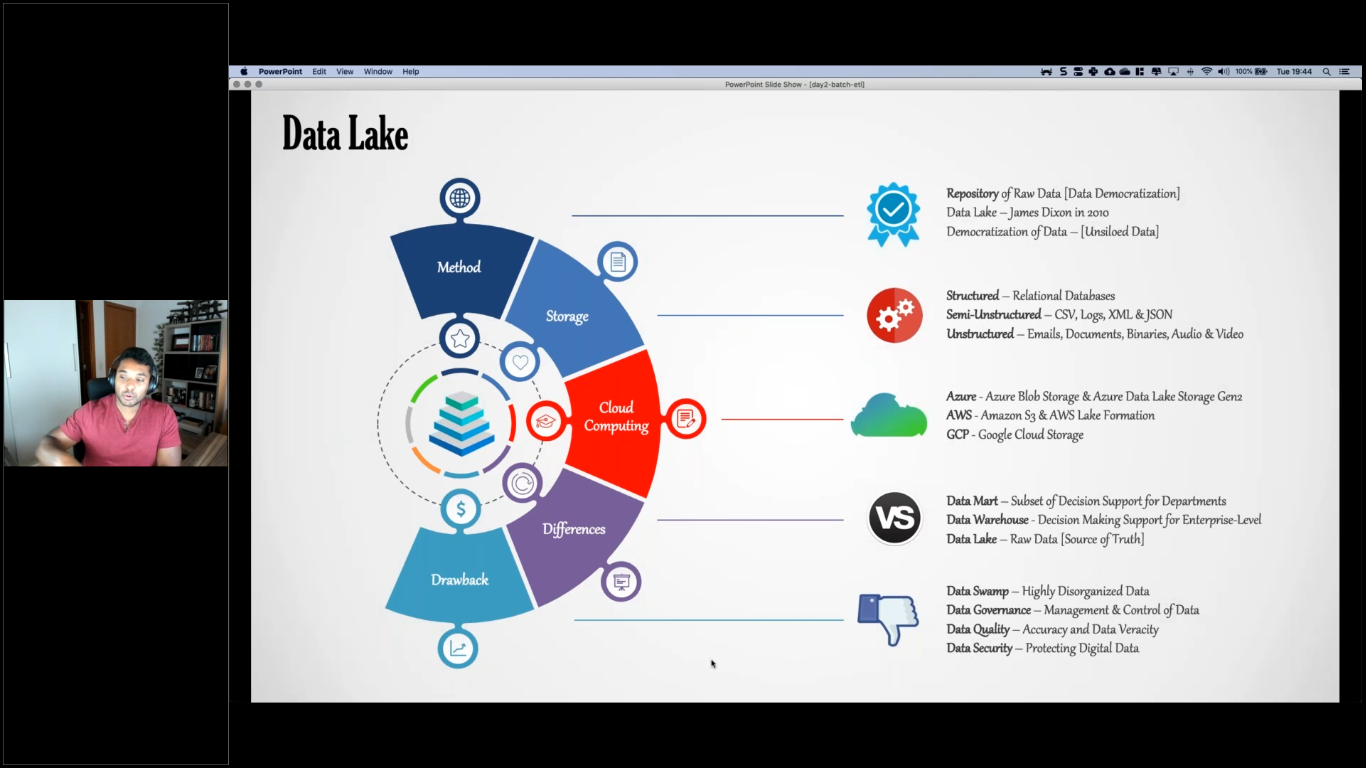 PowerPoint Edit View Window Help
100% Tue 19:44
PowerPoint Slide Show - [day2-batch-etl]
Data Lake
Method
Storage
Cloud
Computing
Differences
Drawback
$
Repository of Raw Data [Data Democratization]
Data Lake – James Dixon in 2010
Democratization of Data – [Unsiloed Data]
Structured – Relational Databases
Semi-Unstructured – CSV, Logs, XML & JSON
Unstructured – Emails, Documents, Binaries, Audio & Video
Azure - Azure Blob Storage & Azure Data Lake Storage Gen2
AWS - Amazon S3 & AWS Lake Formation
GCP - Google Cloud Storage
VS
Data Mart – Subset of Decision Support for Departments
Data Warehouse - Decision Making Support for Enterprise-Level
Data Lake – Raw Data [Source of Truth]
Data Swamp – Highly Disorganized Data
Data Governance – Management & Control of Data
Data Quality – Accuracy and Data Veracity
Data Security – Protecting Digital Data